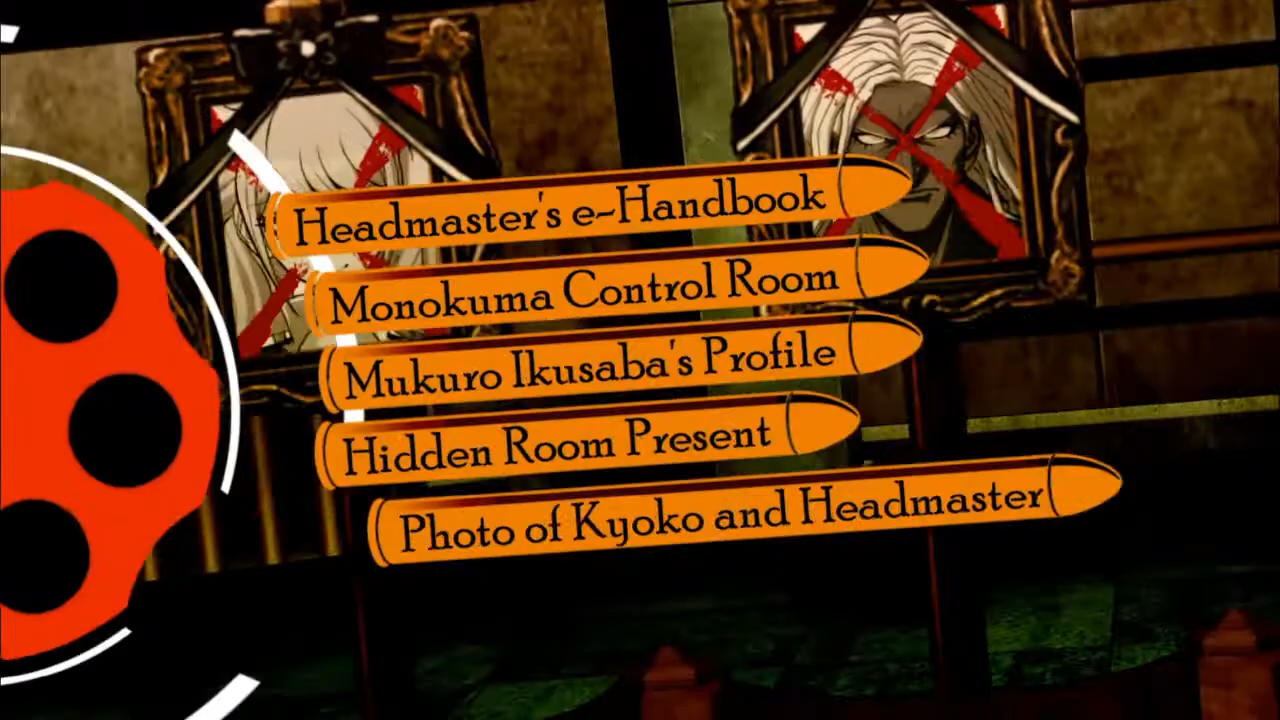 Headmaster's e-Handbook
Monokuma Control Room
Mukuro Ikusaba's Profile
Hidden Room Present
Photo of Kyoko and Headmaster